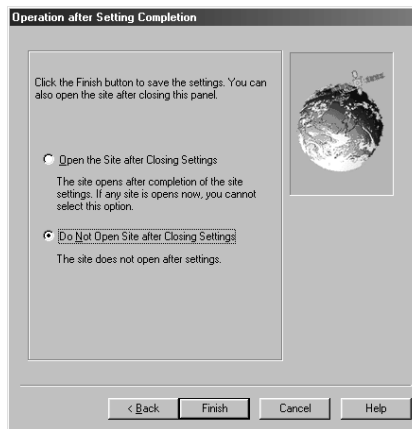 Operation after Setting Completion
Click the Finish button to save the settings. You can
also open the site after closing this panel.
Open the Site after Closing Settings
The site opens after completion of the site
settings. If any site is opens now, you cannot
select this option.
Do Not Open Site after Closing Settings
The site does not open after settings.
< Back
Finish
Cancel
Help